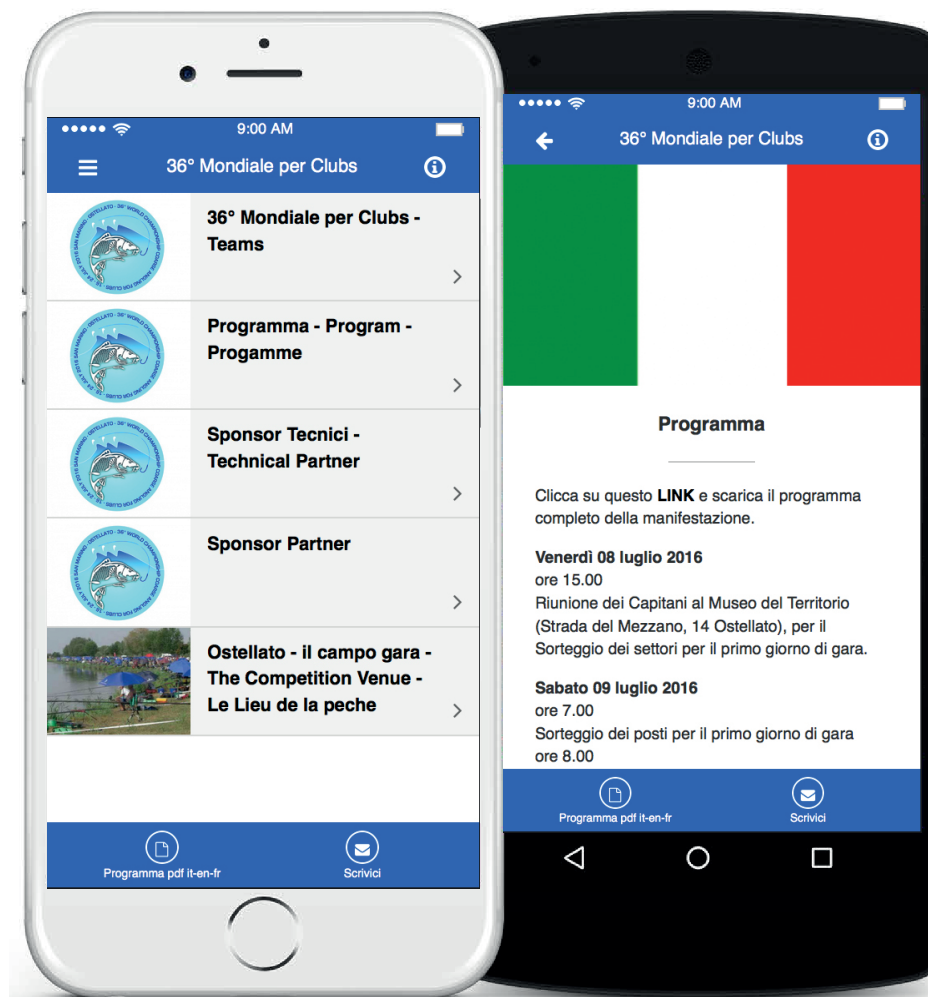 9:00 AM
36° Mondiale per Clubs
36° Mondiale per Clubs -
Teams
Programma - Program -
Progamme
Sponsor Tecnici -
Technical Partner
Sponsor Partner
Ostellato - il campo gara -
The Competition Venue -
Le Lieu de la peche
Programma pdf it-en-fr
Scrivici
9:00 AM
36° Mondiale per Clubs
Programma
Clicca su questo LINK e scarica il programma
completo della manifestazione.
Venerdì 08 luglio 2016
ore 15.00
Riunione dei Capitani al Museo del Territorio
(Strada del Mezzano, 14 Ostellato), per il
Sorteggio dei settori per il primo giorno di gara.
Sabato 09 luglio 2016
ore 7.00
Sorteggio dei posti per il primo giorno di gara
ore 8.00
Programma pdf it-en-fr
Scrivici